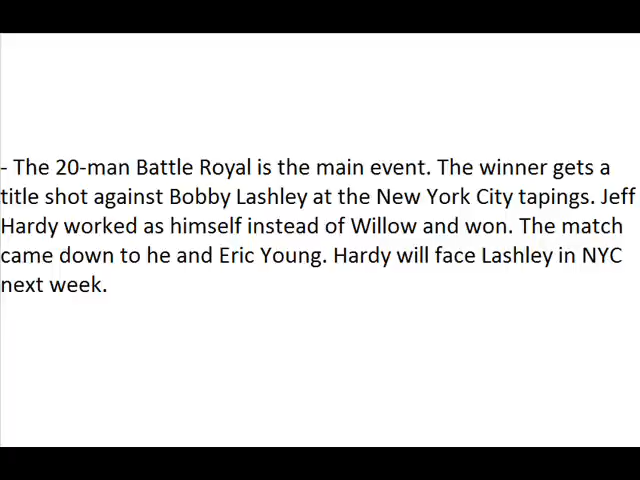 - The 20-man Battle Royal is the main event. The winner gets a
title shot against Bobby Lashley at the New York City tapings. Jeff
Hardy worked as himself instead of Willow and won. The match
came down to he and Eric Young. Hardy will face Lashley in NYC
next week.